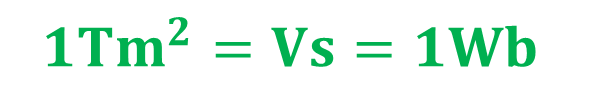 1Tm² = Vs = 1Wb